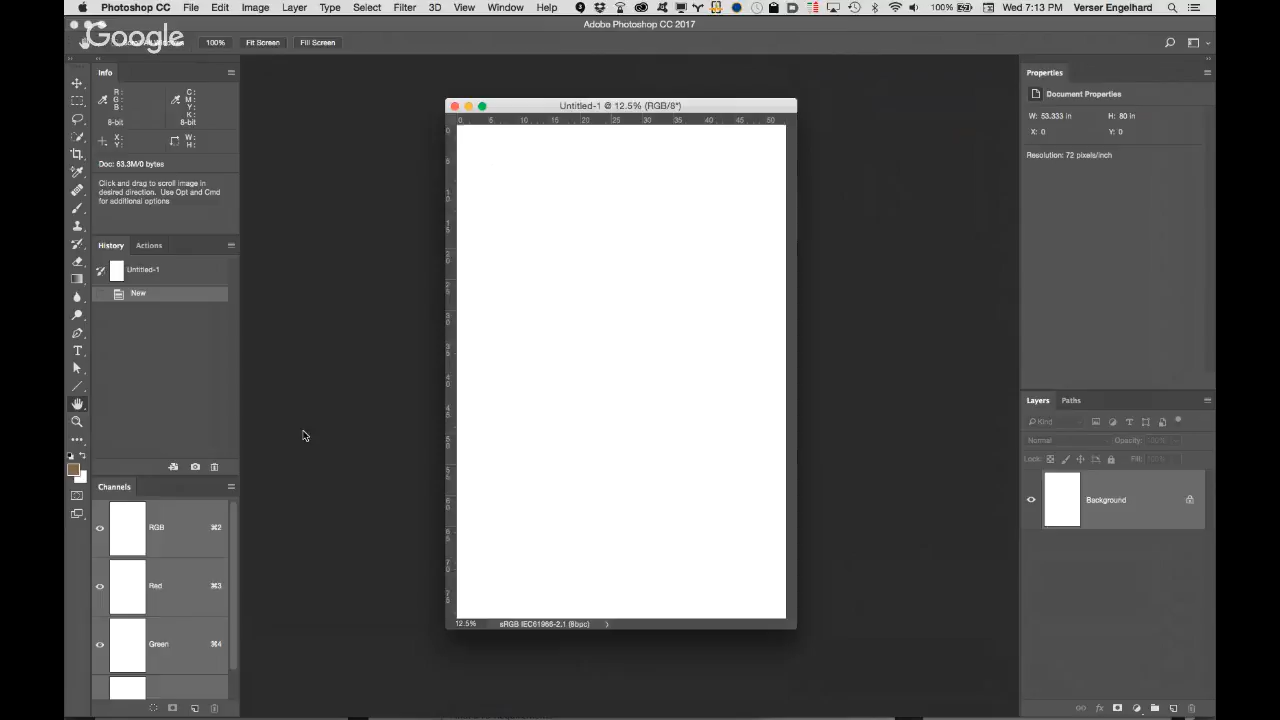 Photoshop CC File Edit Image Layer Type Select Filter 3D View Window Help 100% Wed 7:13 PM Verser Engelhard
Adobe Photoshop CC 2017
Google
100% Fit Screen Fill Screen
Info
R: C:
G: M:
B: Y:
K:
8-bit 8-bit
X: W:
Y: H:
Doc: 63.3M/0 bytes
Click and drag to scroll image in
desired direction. Use Opt and Cmd
for additional options
History Actions
Untitled-1
New
Channels
RGB ⌘2
Red ⌘3
Green ⌘4
Untitled-1 @ 12.5% (RGB/8*)
0 5 10 15 20 25 30 35 40 45 50
12.5% sRGB IEC61966-2.1 (8bpc)
Properties
Document Properties
W: 53.333 in H: 80 in
X: 0 Y: 0
Resolution: 72 pixels/inch
Layers Paths
Kind
Normal Opacity: 100%
Lock: Fill: 100%
Background
fx